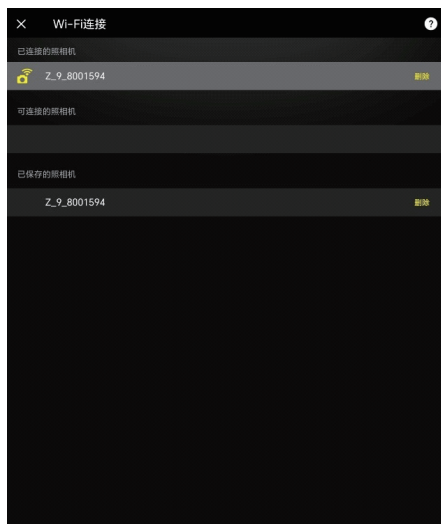 × Wi-Fi连接 ?
已连接的照相机
Z_9_8001594 删除
可连接的照相机
已保存的照相机
Z_9_8001594 删除